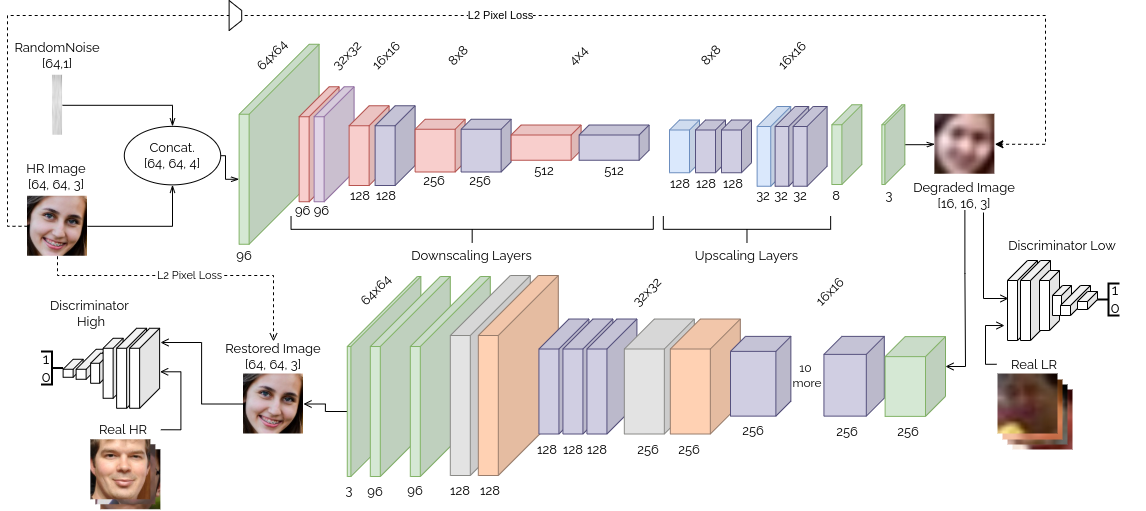 L2 Pixel Loss
RandomNoise
[64,1]
64x64
32x32
16x16
8x8
4x4
8x8
16x16
Concat.
[64, 64, 4]
HR Image
[64, 64, 3]
96
96 96
128 128
256 256
512 512
128 128 128
32 32 32
8
3
Degraded Image
[16, 16, 3]
Downscaling Layers
Upscaling Layers
L2 Pixel Loss
Discriminator Low
1
0
Discriminator
High
1
0
Restored Image
[64, 64, 3]
64x64
32x32
16x16
10
more
Real LR
Real HR
3 96 96 128 128
128 128 128
256 256
256
256 256